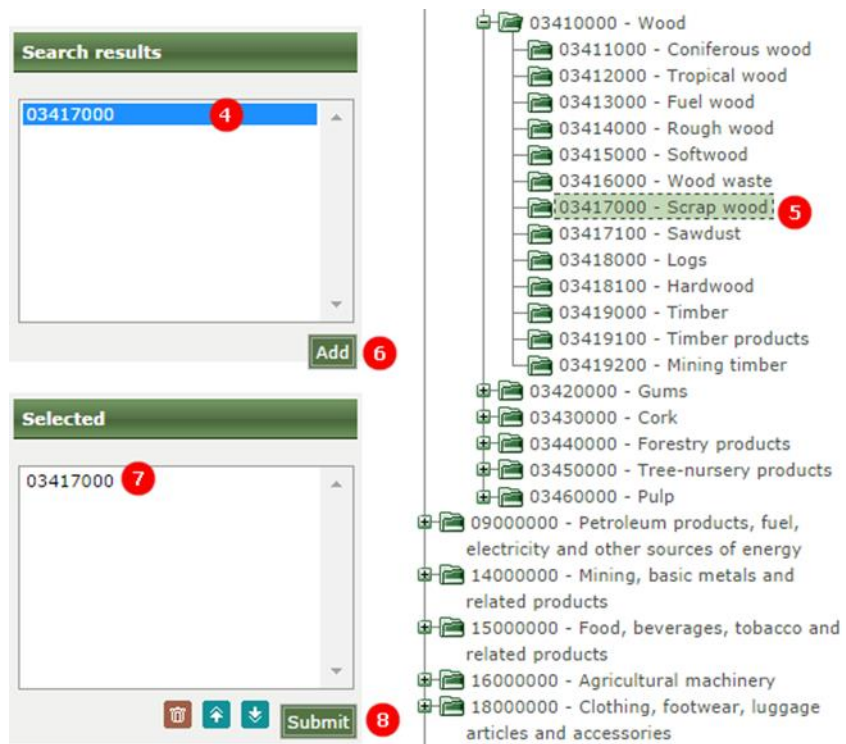 Search results
03417000
4
Add
6
Selected
03417000
7
Submit
8
03410000 - Wood
03411000 - Coniferous wood
03412000 - Tropical wood
03413000 - Fuel wood
03414000 - Rough wood
03415000 - Softwood
03416000 - Wood waste
03417000 - Scrap wood
5
03417100 - Sawdust
03418000 - Logs
03418100 - Hardwood
03419000 - Timber
03419100 - Timber products
03419200 - Mining timber
03420000 - Gums
03430000 - Cork
03440000 - Forestry products
03450000 - Tree-nursery products
03460000 - Pulp
09000000 - Petroleum products, fuel,
electricity and other sources of energy
14000000 - Mining, basic metals and
related products
15000000 - Food, beverages, tobacco and
related products
16000000 - Agricultural machinery
18000000 - Clothing, footwear, luggage
articles and accessories